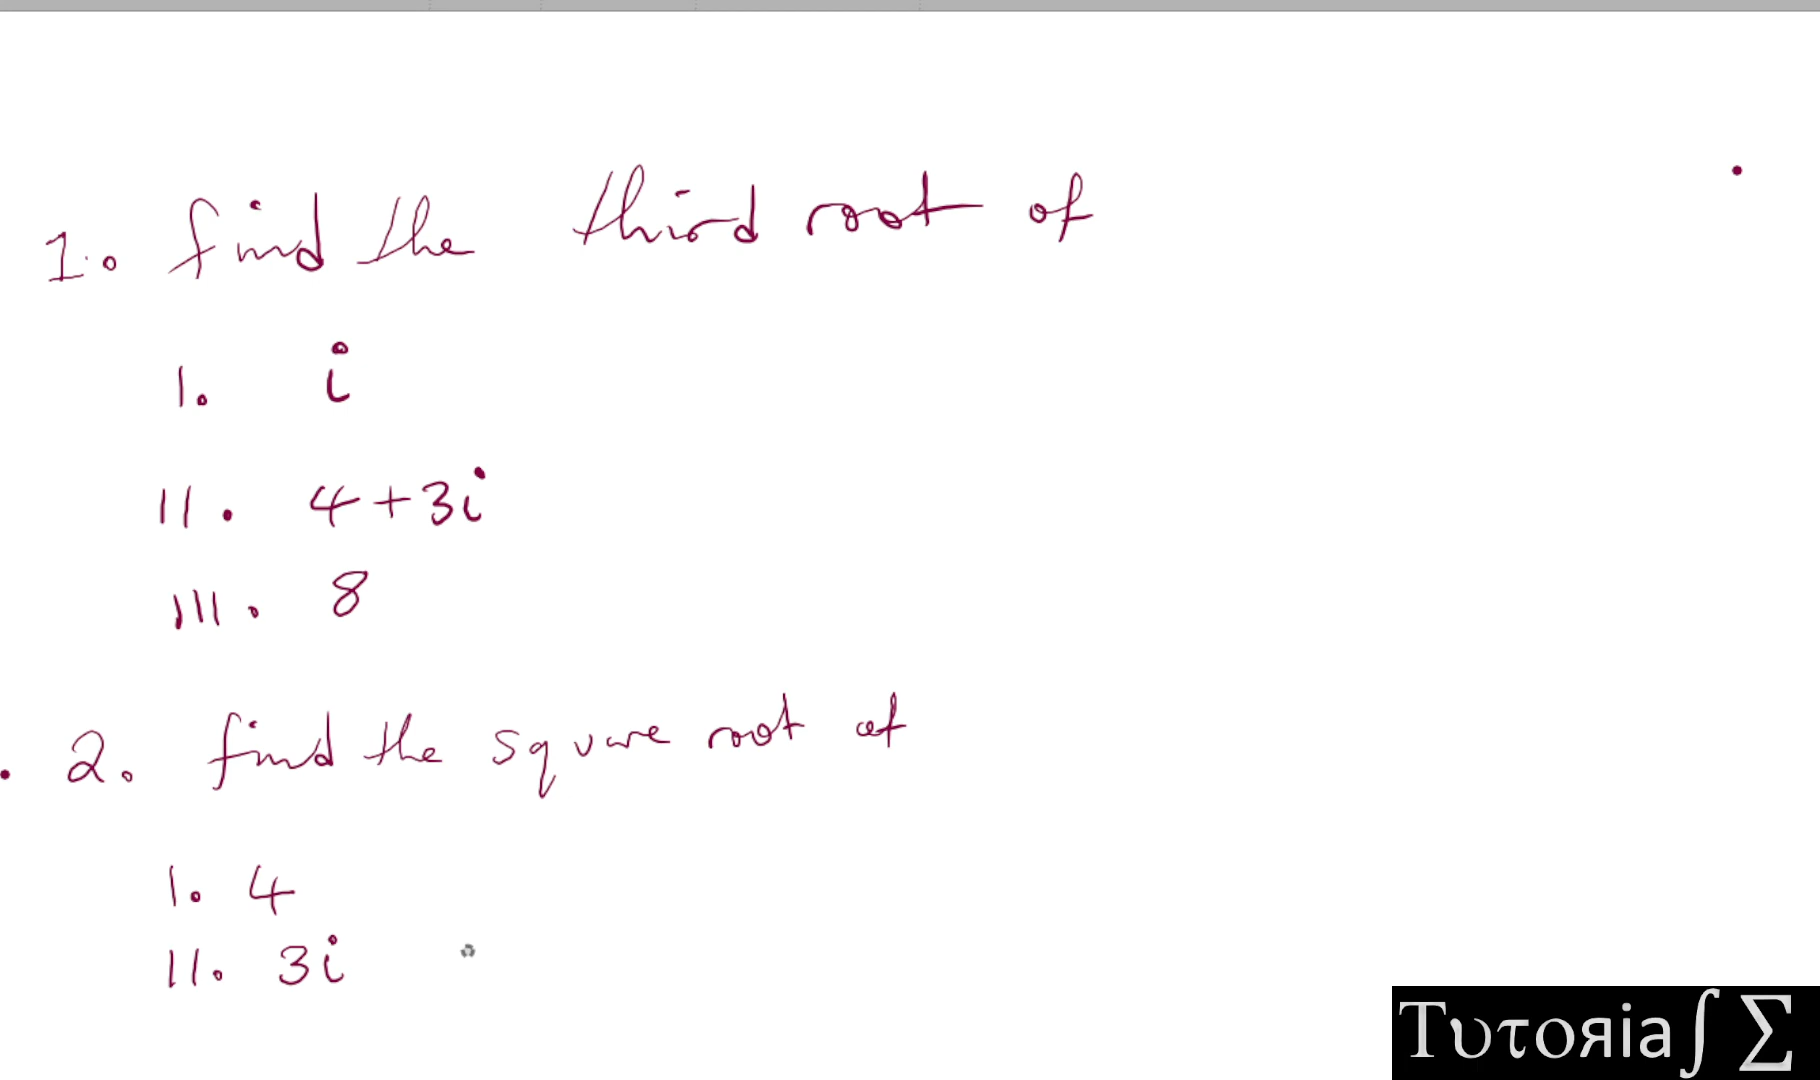 1. find the third root of
I. i
II. 4+3i
III. 8
2. find the square root of
I. 4
II. 3i
Tυτoяia∫∑